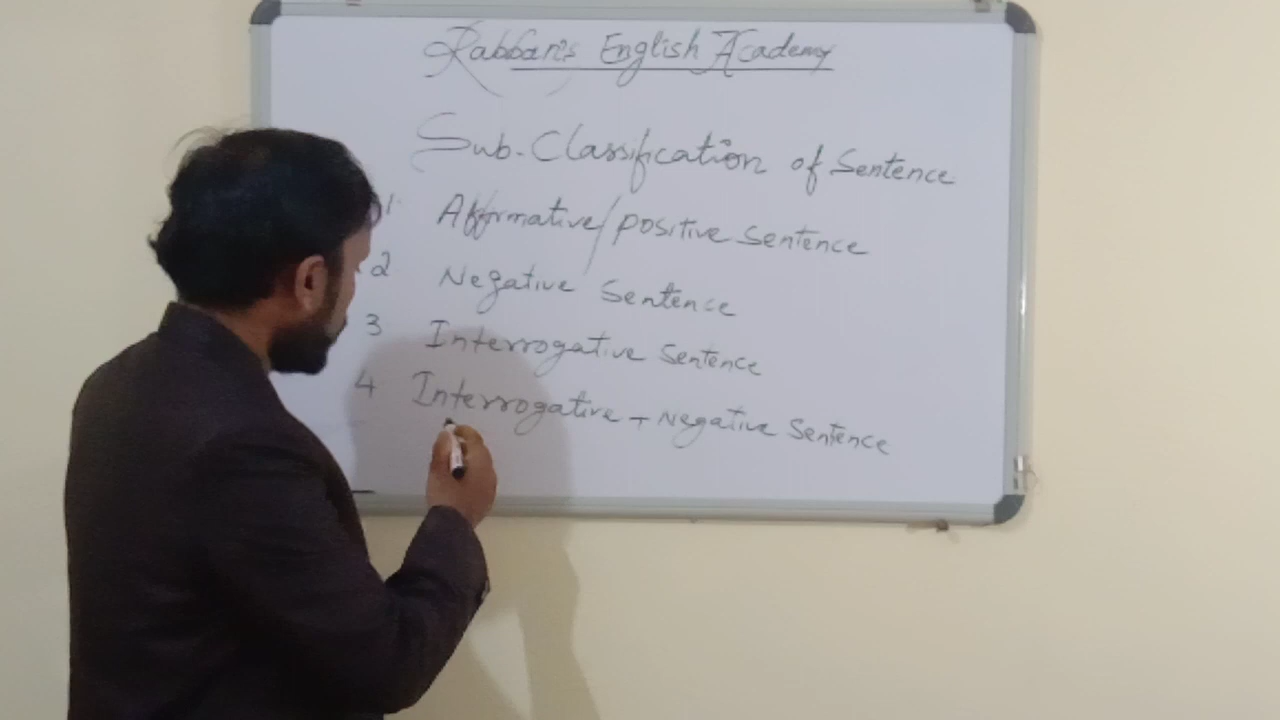 Rabbani's English Academy
Sub-Classification of Sentence
1. Affirmative/positive Sentence
2 Negative Sentence
3 Interrogative Sentence
4 Interrogative + Negative Sentence